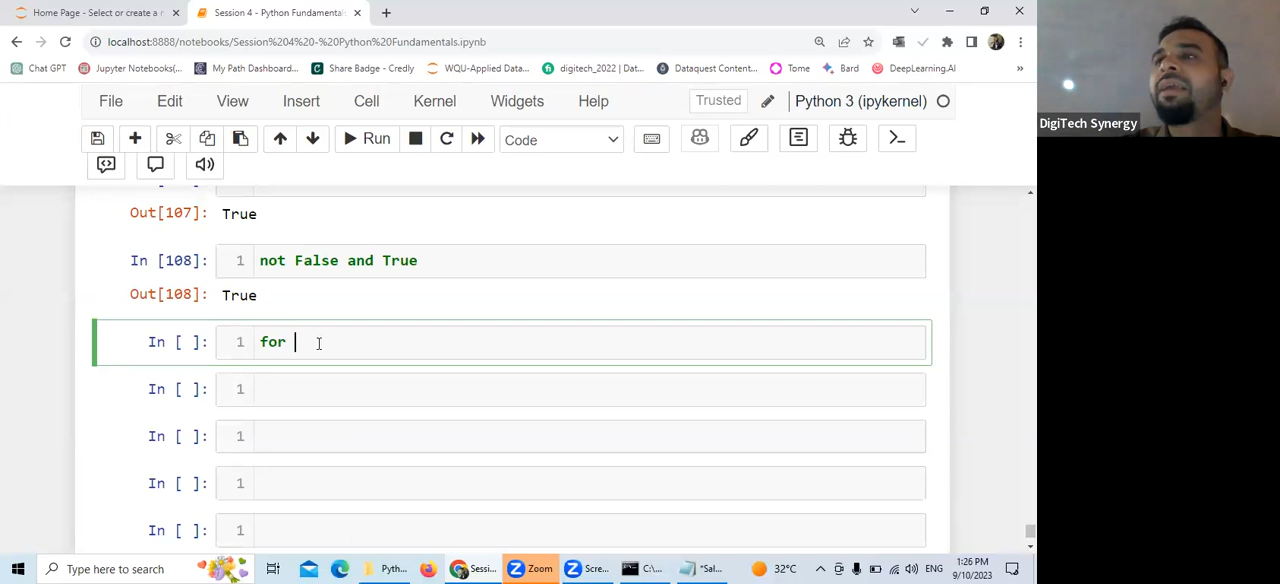 Home Page - Select or create a n
Session 4 - Python Fundamentals
localhost:8888/notebooks/Session%204%20-%20Python%20Fundamentals.ipynb
Chat GPT
Jupyter Notebooks(...
My Path Dashboard...
Share Badge - Credly
WQU-Applied Data...
digitech_2022 | Dat...
Dataquest Content...
Tome
Bard
DeepLearning.AI
»
File Edit View Insert Cell Kernel Widgets Help Trusted Python 3 (ipykernel)
Run Code
DigiTech Synergy
Out[107]: True
In [108]: 1 not False and True
Out[108]: True
In [ ]: 1 for
In [ ]: 1
In [ ]: 1
In [ ]: 1
In [ ]: 1
Type here to search
Pyth...
Sessi...
Zoom
Scre...
C:\...
*Sal...
32°C
ENG
1:26 PM
9/10/2023